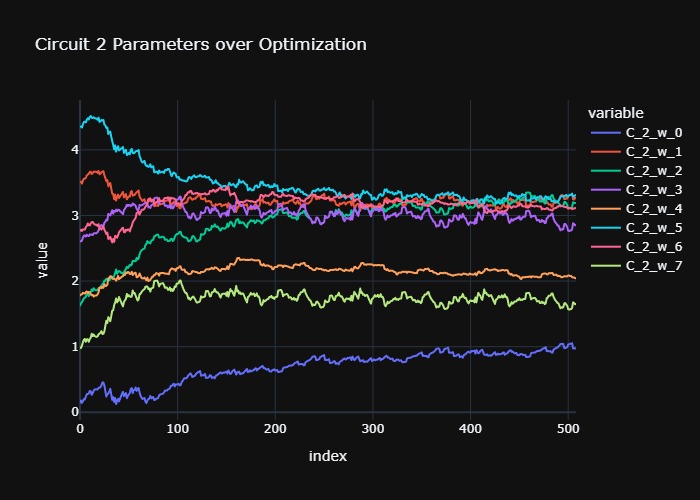 Circuit 2 Parameters over Optimization
variable
C_2_w_0
C_2_w_1
C_2_w_2
C_2_w_3
C_2_w_4
C_2_w_5
C_2_w_6
C_2_w_7
value
4
3
2
1
0
0 100 200 300 400 500
index